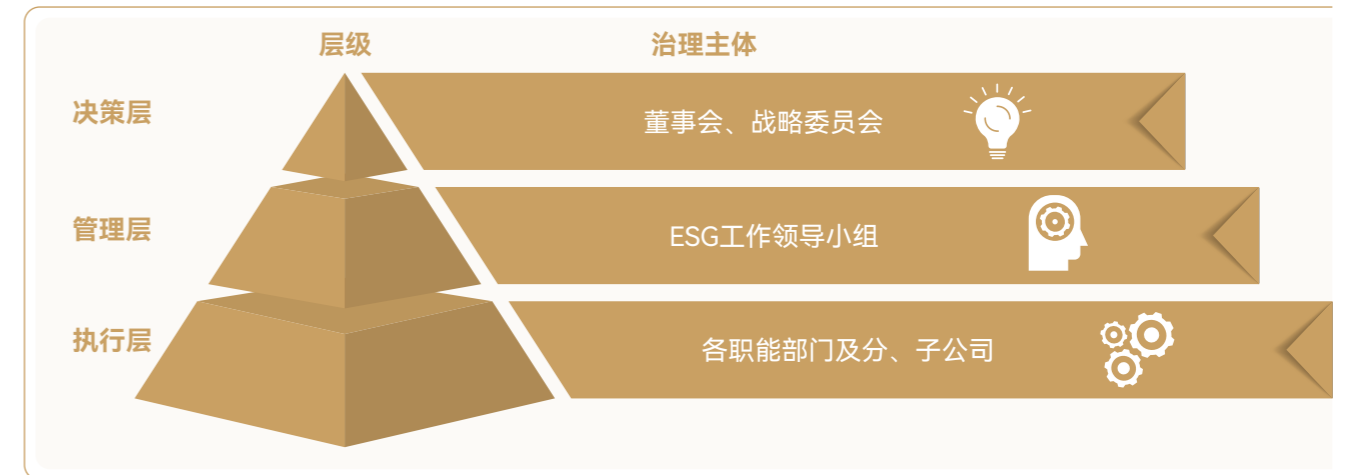 层级
治理主体
决策层
董事会、战略委员会
管理层
ESG工作领导小组
执行层
各职能部门及分、子公司